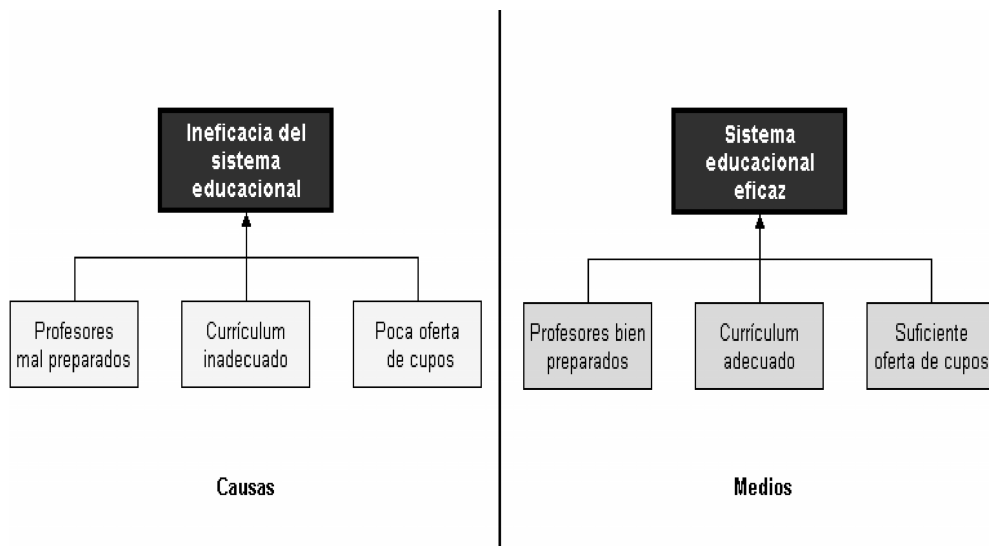 Ineficacia del
sistema
educacional
Profesores
mal preparados
Currículum
inadecuado
Poca oferta
de cupos
Causas
Sistema
educacional
eficaz
Profesores bien
preparados
Currículum
adecuado
Suficiente
oferta de cupos
Medios